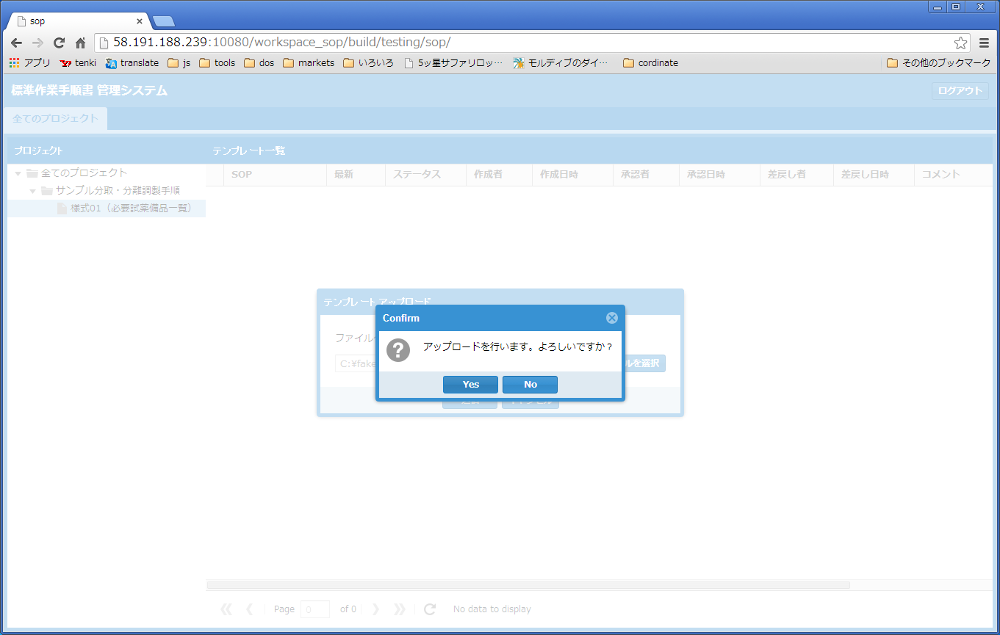 sop
58.191.188.239:10080/workspace_sop/build/testing/sop/
アプリ tenki translate js tools dos markets いろいろ 5ッ星サファリロッ… モルディブのダイ… cordinate その他のブックマーク
標準作業手順書 管理システム ログアウト
全てのプロジェクト
プロジェクト テンプレート一覧
全てのプロジェクト SOP 最新 ステータス 作成者 作成日時 承認者 承認日時 差戻し者 差戻し日時 コメント
サンプル分取・分離調製手順
様式01（必要試薬備品一覧）
テンプレート アップロード
Confirm
ファイル
アップロードを行います。よろしいですか？
C:¥fake ルを選択
Yes No
Page 0 of 0 No data to display